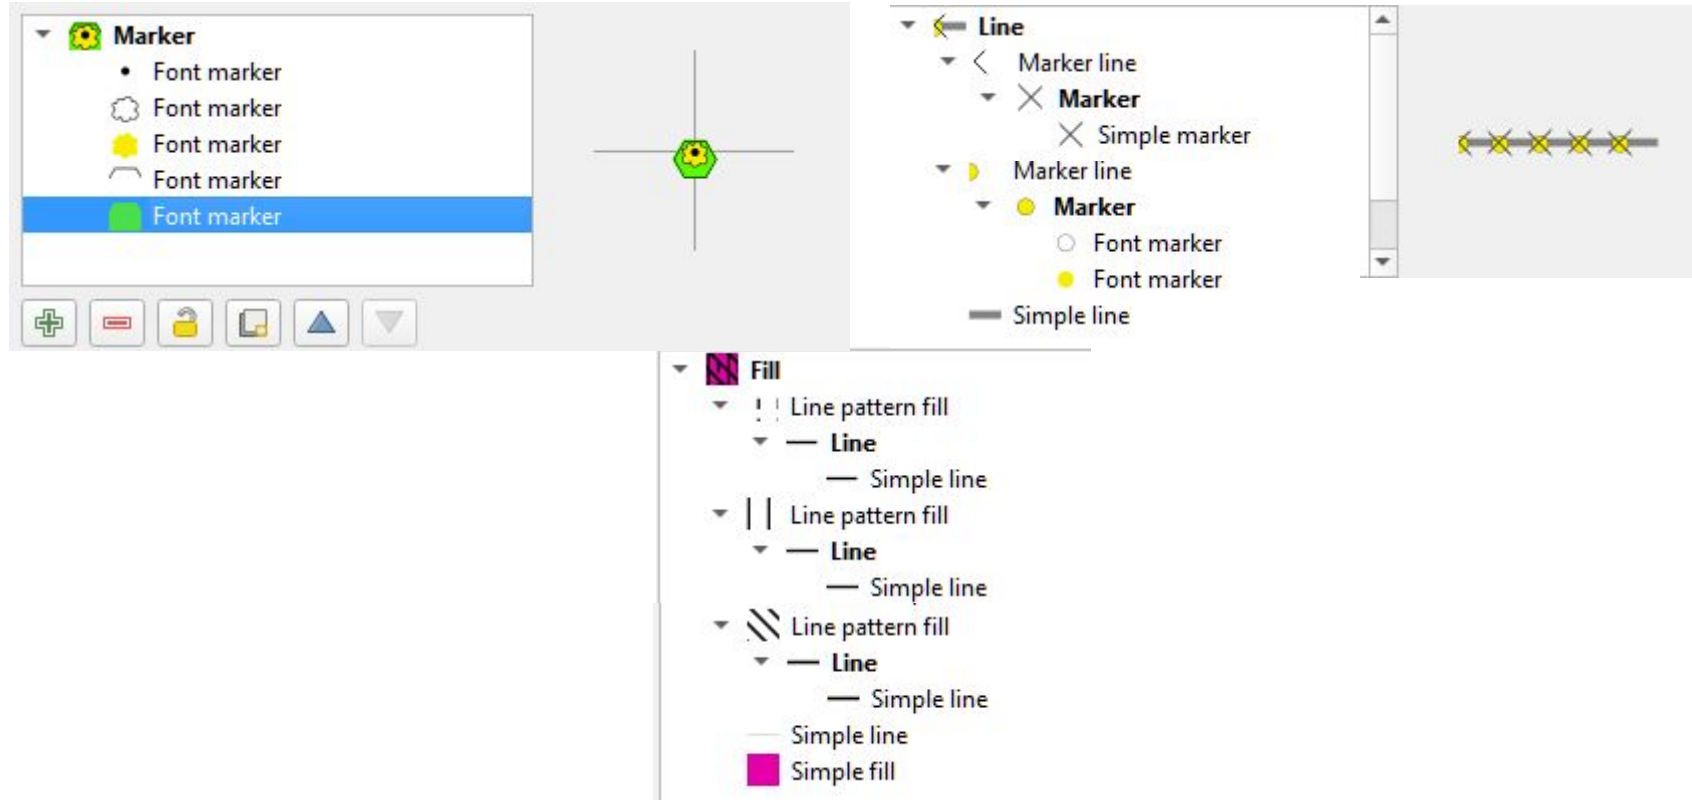 Marker
Font marker
Font marker
Font marker
Font marker
Font marker
Line
Marker line
Marker
Simple marker
Marker line
Marker
Font marker
Font marker
Simple line
Fill
Line pattern fill
Line
Simple line
Line pattern fill
Line
Simple line
Line pattern fill
Line
Simple line
Simple line
Simple fill